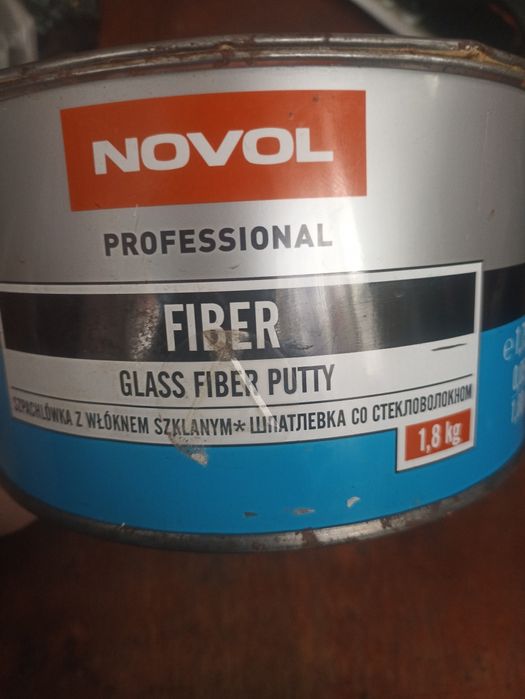 NOVOL
PROFESSIONAL
FIBER
GLASS FIBER PUTTY
SZPACHLÓWKA Z WŁÓKNEM SZKLANYM* ШПАТЛЕВКА СО СТЕКЛОВОЛОКНОМ
1,8 kg